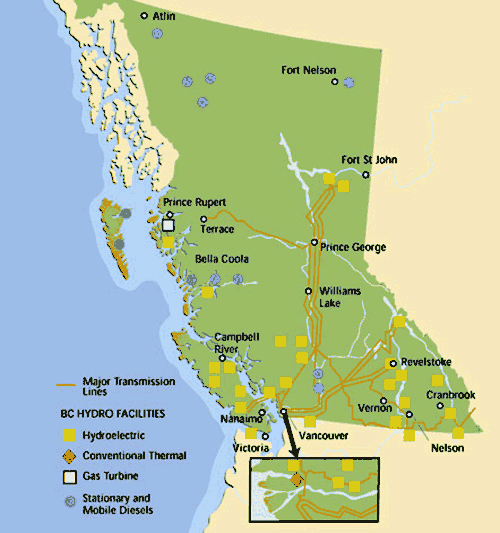 Atlin
Fort Nelson
Fort St John
Prince Rupert
Terrace
Prince George
Bella Coola
Williams
Lake
Campbell
River
Revelstoke
Cranbrook
Vernon
Nanaimo
Vancouver
Nelson
Victoria
Major Transmission
Lines
BC HYDRO FACILITIES
Hydroelectric
Conventional Thermal
Gas Turbine
Stationary and
Mobile Diesels